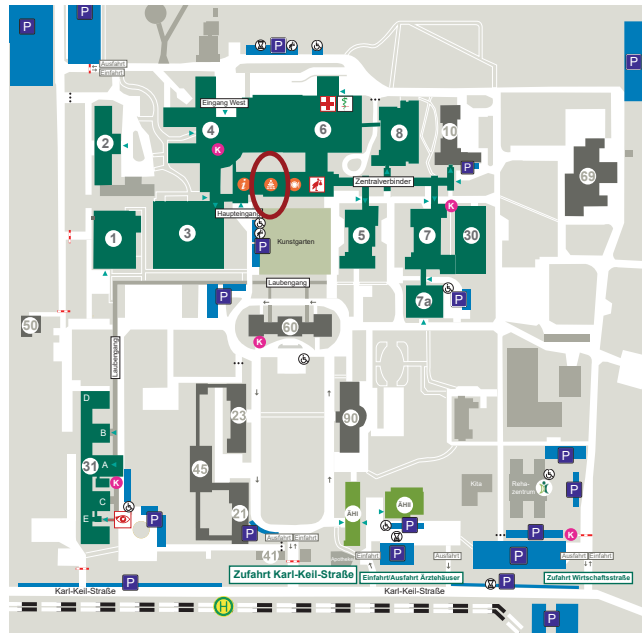 P
P
P
P
P
Ausfahrt
Einfahrt
Eingang West
4
6
8
10
2
K
P
69
Zentralverbinder
i
Haupteingang
K
1
3
P
Kunstgarten
5
7
30
Laubengang
P
7a
P
50
60
K
Laubengang
D
23
90
B
31
A
45
P
K
C
Kita
Reha-
zentrum
P
E
P
21
P
ÄHI
ÄHII
P
P
K
41
Ausfahrt
Einfahrt
Apotheke
Einfahrt
P
Ausfahrt
P
Ausfahrt
Einfahrt
Zufahrt Karl-Keil-Straße
Einfahrt/Ausfahrt Ärztehäuser
Zufahrt Wirtschaftsstraße
P
P
Karl-Keil-Straße
Karl-Keil-Straße
H
P